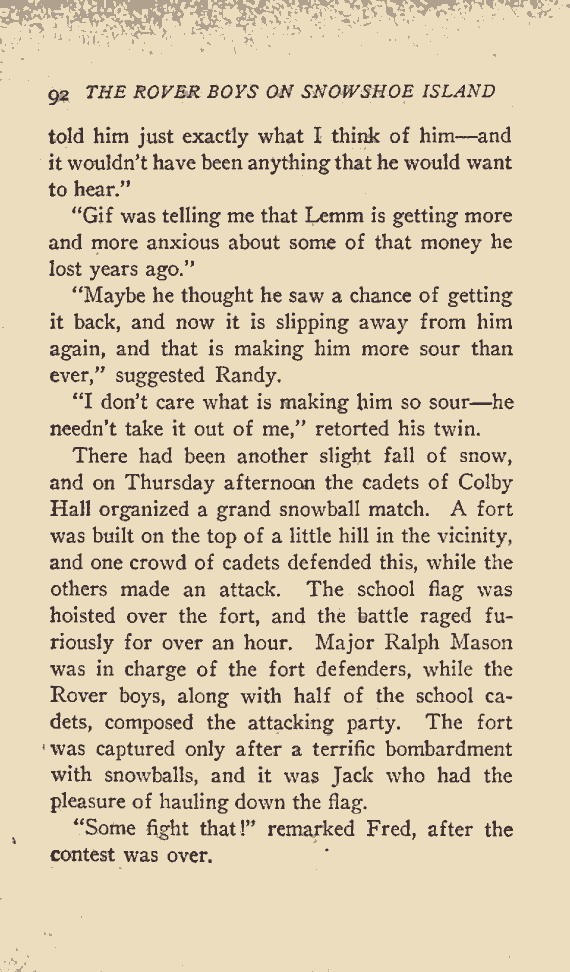 92 THE ROVER BOYS ON SNOWSHOE ISLAND
told him just exactly what I think of him—and
it wouldn't have been anything that he would want
to hear."
"Gif was telling me that Lemm is getting more
and more anxious about some of that money he
lost years ago."
"Maybe he thought he saw a chance of getting
it back, and now it is slipping away from him
again, and that is making him more sour than
ever," suggested Randy.
"I don't care what is making him so sour—he
needn't take it out of me," retorted his twin.
There had been another slight fall of snow,
and on Thursday afternoon the cadets of Colby
Hall organized a grand snowball match. A fort
was built on the top of a little hill in the vicinity,
and one crowd of cadets defended this, while the
others made an attack. The school flag was
hoisted over the fort, and the battle raged fu-
riously for over an hour. Major Ralph Mason
was in charge of the fort defenders, while the
Rover boys, along with half of the school ca-
dets, composed the attacking party. The fort
was captured only after a terrific bombardment
with snowballs, and it was Jack who had the
pleasure of hauling down the flag.
"Some fight that!" remarked Fred, after the
contest was over.